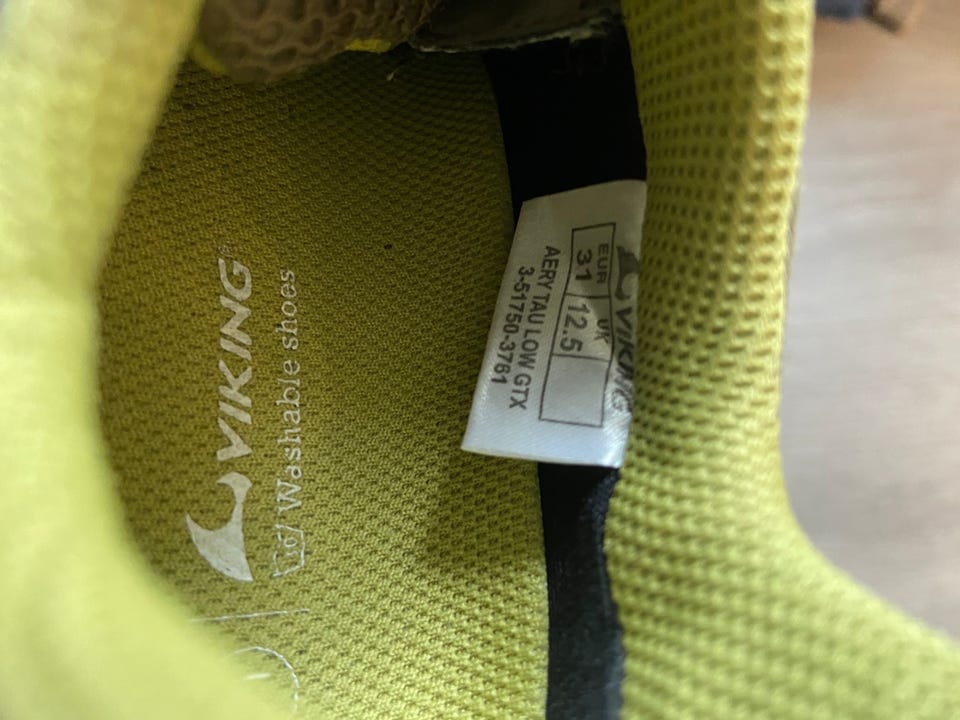 VIKING
Washable shoes
VIKING
EUR UK
31 12.5
AERY TAU LOW GTX
3-51750-3761